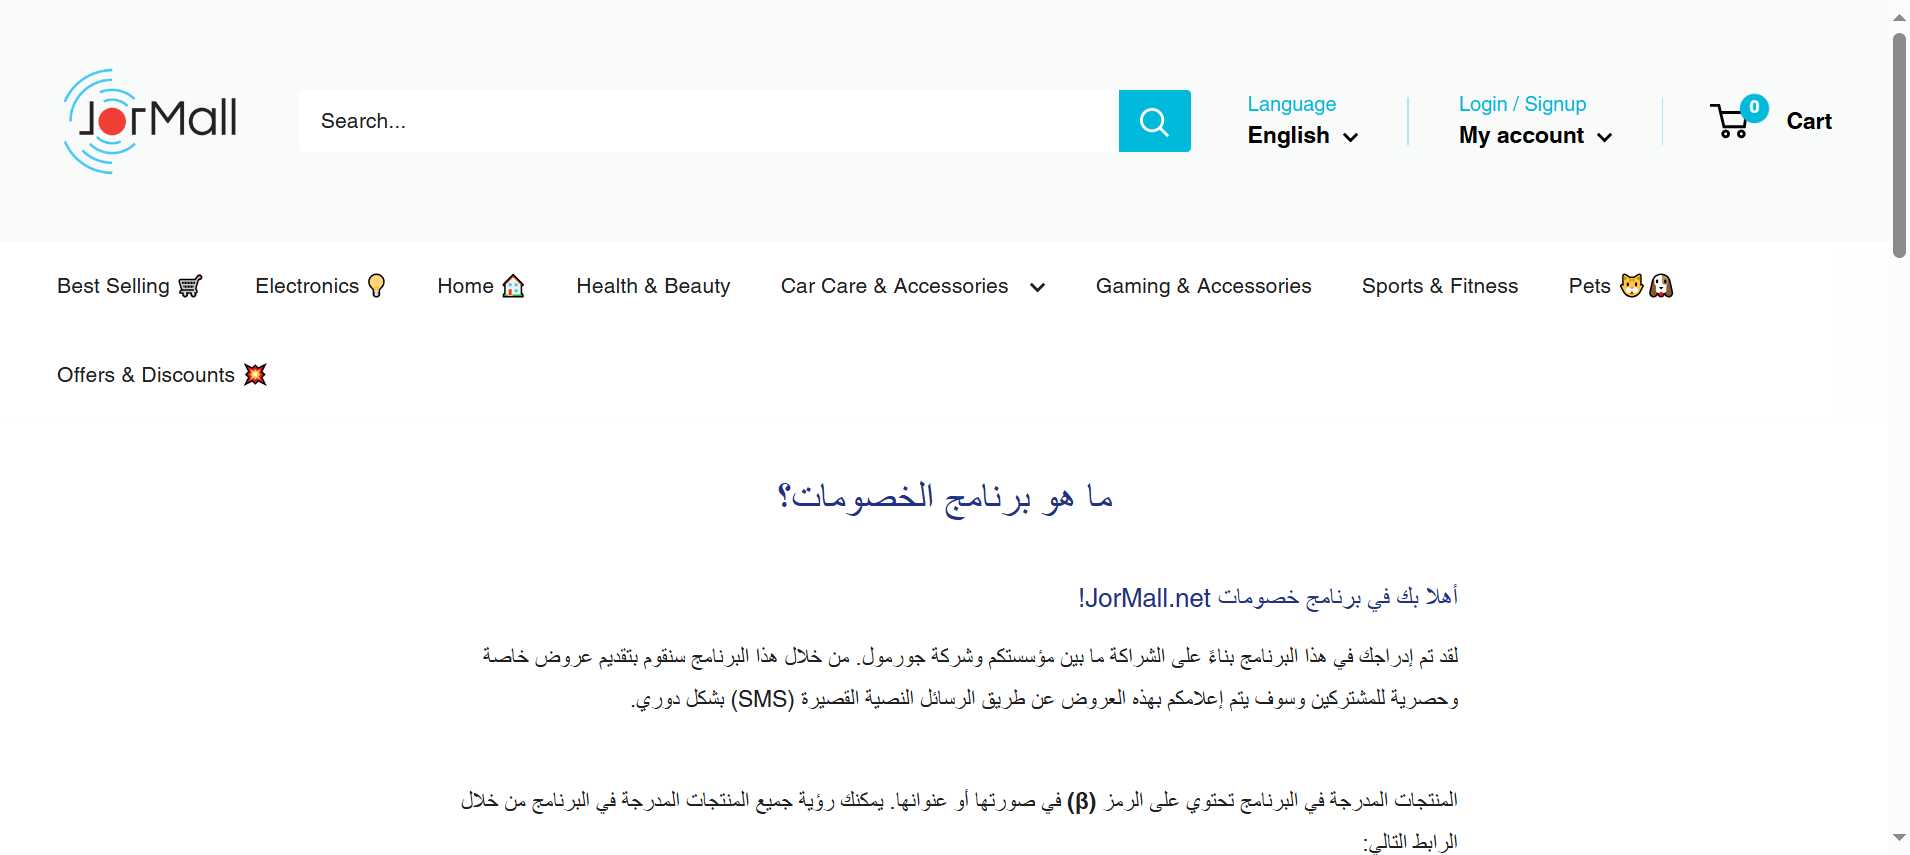 JorMall
Search...
Language
English
Login / Signup
My account
0
Cart
Best Selling 🛒
Electronics 💡
Home 🏠
Health & Beauty
Car Care & Accessories
Gaming & Accessories
Sports & Fitness
Pets 🐱🐶
Offers & Discounts 💥
ما هو برنامج الخصومات؟
أهلا بك في برنامج خصومات JorMall.net!
لقد تم إدراجك في هذا البرنامج بناءً على الشراكة ما بين مؤسستكم وشركة جورمول. من خلال هذا البرنامج سنقوم بتقديم عروض خاصة
وحصرية للمشتركين وسوف يتم إعلامكم بهذه العروض عن طريق الرسائل النصية القصيرة (SMS) بشكل دوري.
المنتجات المدرجة في البرنامج تحتوي على الرمز (β) في صورتها أو عنوانها. يمكنك رؤية جميع المنتجات المدرجة في البرنامج من خلال
الرابط التالي: